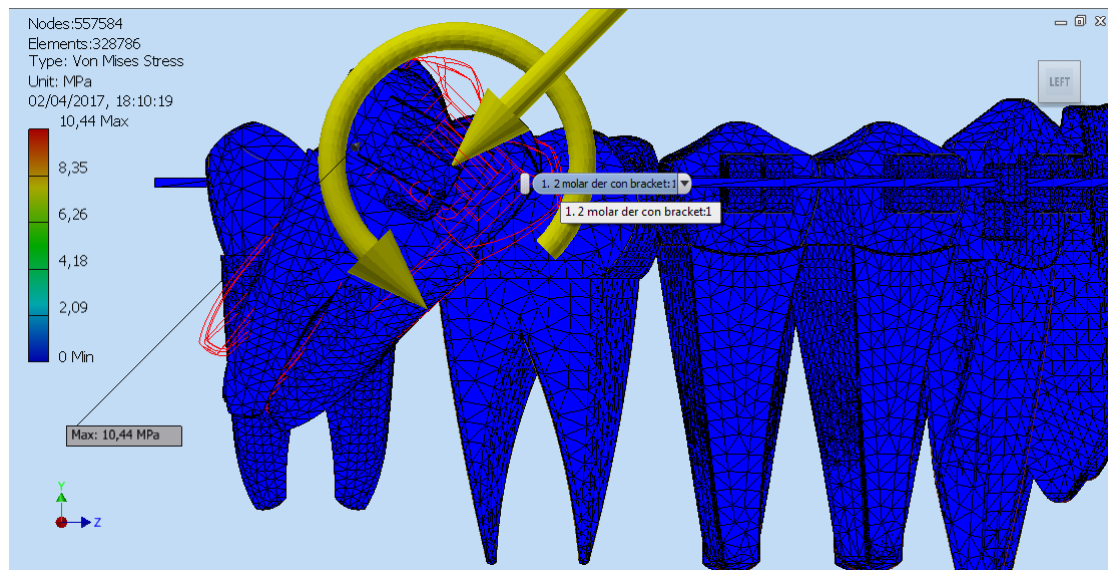 Nodes:557584
Elements:328786
Type: Von Mises Stress
Unit: MPa
02/04/2017, 18:10:19
10,44 Max
8,35
6,26
4,18
2,09
0 Min
LEFT
1. 2 molar der con bracket:1
1. 2 molar der con bracket:1
Max: 10,44 MPa
Y
Z